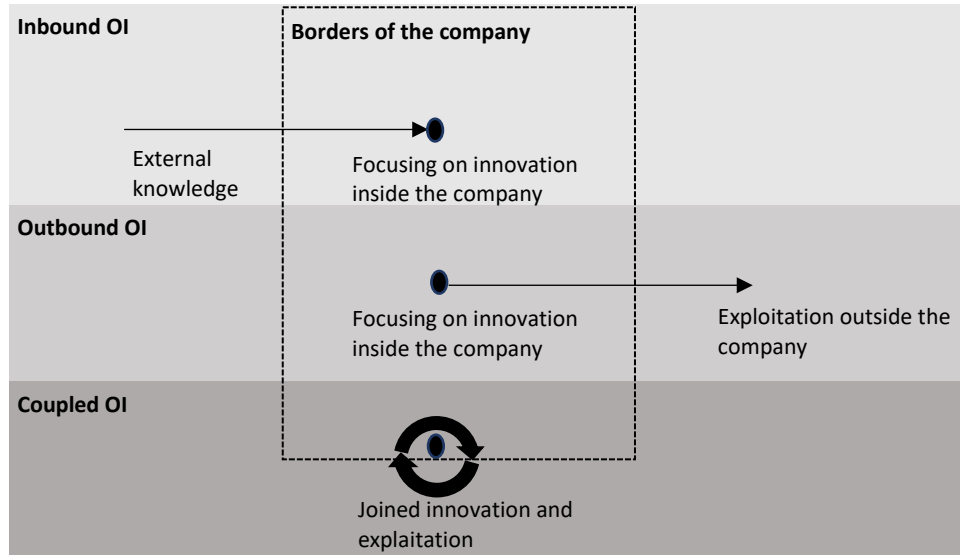 Inbound OI
Borders of the company
External
knowledge
Focusing on innovation
inside the company
Outbound OI
Focusing on innovation
inside the company
Exploitation outside the
company
Coupled OI
Joined innovation and
explaitation